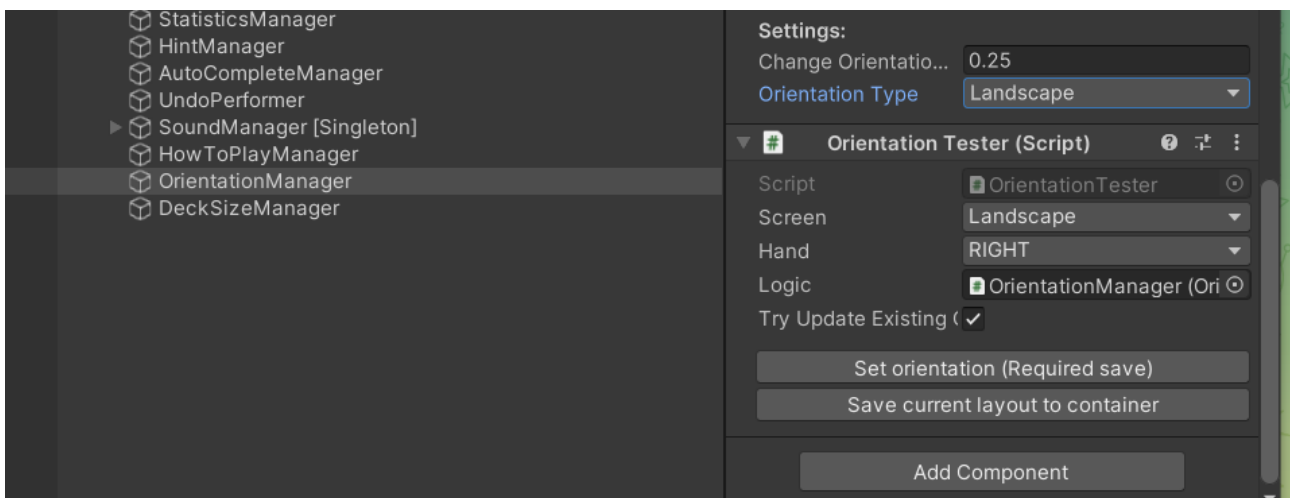 StatisticsManager
HintManager
AutoCompleteManager
UndoPerformer
SoundManager [Singleton]
HowToPlayManager
OrientationManager
DeckSizeManager
Settings:
Change Orientatio... 0.25
Orientation Type Landscape
# Orientation Tester (Script)
Script # OrientationTester
Screen Landscape
Hand RIGHT
Logic # OrientationManager (Ori
Try Update Existing (
Set orientation (Required save)
Save current layout to container
Add Component